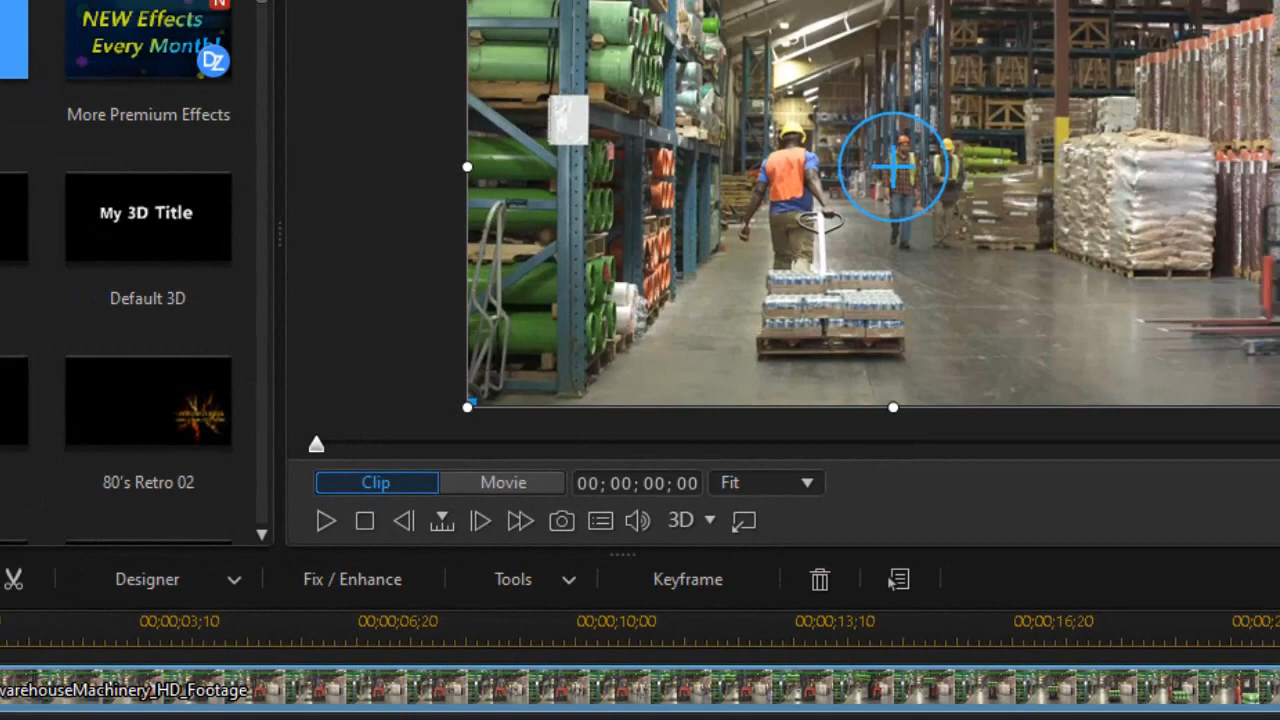 N
NEW Effects
Every Month!
DZ
More Premium Effects
My 3D Title
Default 3D
80's Retro 02
Clip
Movie
00; 00; 00; 00
Fit
3D
Designer
Fix / Enhance
Tools
Keyframe
00;00;03;10
00;00;06;20
00;00;10;00
00;00;13;10
00;00;16;20
warehouseMachinery_HD_Footage